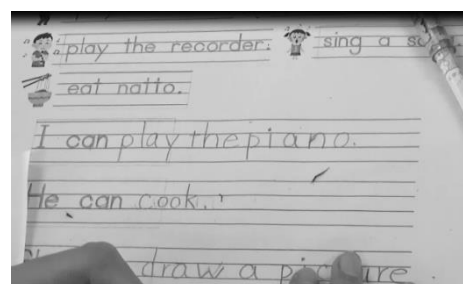 play the recorder. sing a
eat natto.
I can play the piano.
He can cook.
draw a picture.